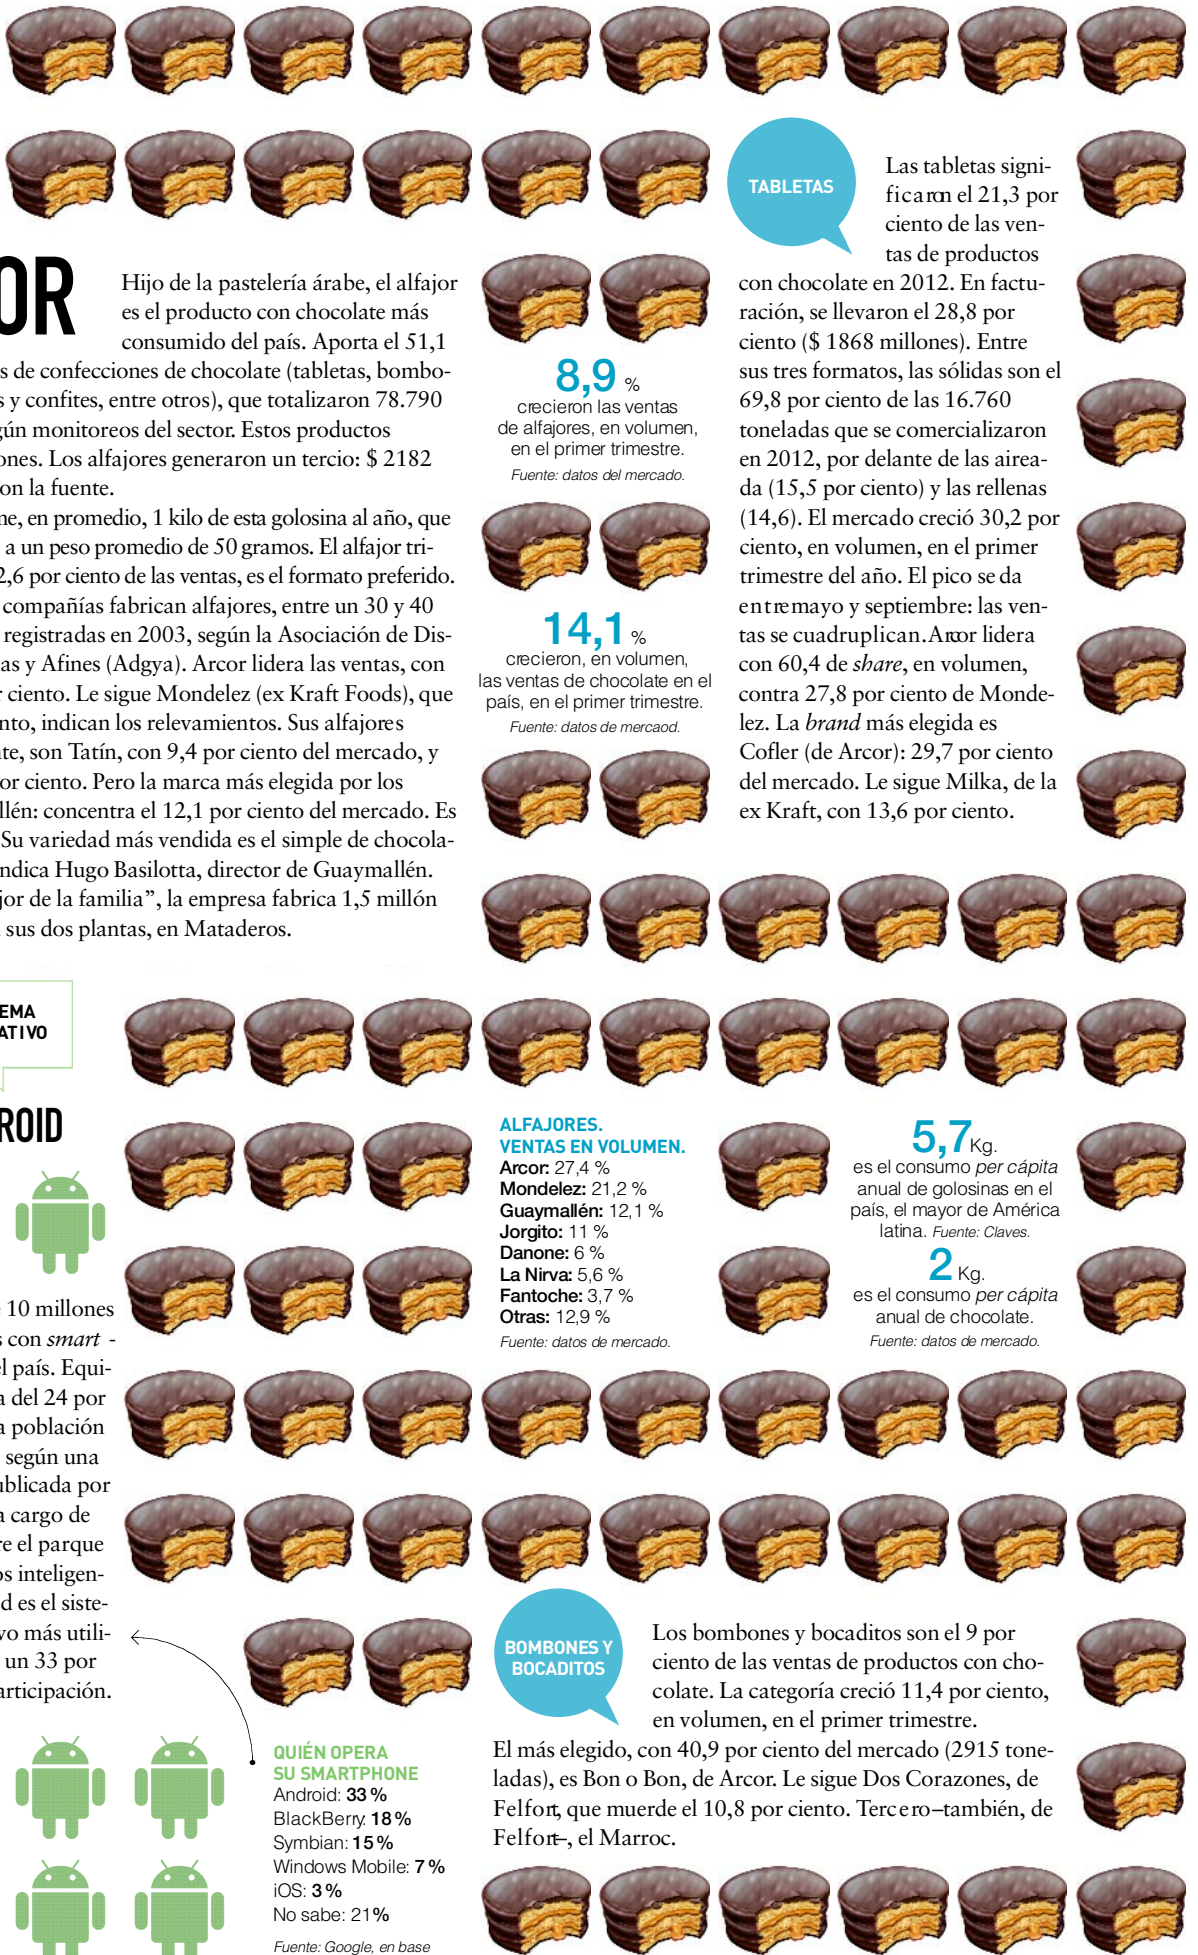 OR
Hijo de la pastelería árabe, el alfajor
es el producto con chocolate más
consumido del país. Aporta el 51,1
s de confecciones de chocolate (tabletas, bombo-
s y confites, entre otros), que totalizaron 78.790
gún monitoreos del sector. Estos productos
ones. Los alfajores generaron un tercio: $ 2182
on la fuente.
ne, en promedio, 1 kilo de esta golosina al año, que
a un peso promedio de 50 gramos. El alfajor tri-
2,6 por ciento de las ventas, es el formato preferido.
compañías fabrican alfajores, entre un 30 y 40
registradas en 2003, según la Asociación de Dis-
as y Afines (Adgya). Arcor lidera las ventas, con
r ciento. Le sigue Mondelez (ex Kraft Foods), que
nto, indican los relevamientos. Sus alfajores
nte, son Tatín, con 9,4 por ciento del mercado, y
or ciento. Pero la marca más elegida por los
llén: concentra el 12,1 por ciento del mercado. Es
Su variedad más vendida es el simple de chocola-
ndica Hugo Basilotta, director de Guaymallén.
jor de la familia”, la empresa fabrica 1,5 millón
sus dos plantas, en Mataderos.
8,9 %
crecieron las ventas
de alfajores, en volumen,
en el primer trimestre.
Fuente: datos del mercado.
14,1 %
crecieron, en volumen,
las ventas de chocolate en el
país, en el primer trimestre.
Fuente: datos de mercaod.
TABLETAS
Las tabletas signi-
ficaron el 21,3 por
ciento de las ven-
tas de productos
con chocolate en 2012. En factu-
ración, se llevaron el 28,8 por
ciento ($ 1868 millones). Entre
sus tres formatos, las sólidas son el
69,8 por ciento de las 16.760
toneladas que se comercializaron
en 2012, por delante de las airea-
da (15,5 por ciento) y las rellenas
(14,6). El mercado creció 30,2 por
ciento, en volumen, en el primer
trimestre del año. El pico se da
entre mayo y septiembre: las ven-
tas se cuadruplican. Arcor lidera
con 60,4 de share, en volumen,
contra 27,8 por ciento de Monde-
lez. La brand más elegida es
Cofler (de Arcor): 29,7 por ciento
del mercado. Le sigue Milka, de la
ex Kraft, con 13,6 por ciento.
EMA
ATIVO
ROID
10 millones
s con smart -
el país. Equi-
a del 24 por
a población
según una
ublicada por
a cargo de
re el parque
os inteligen-
d es el siste-
vo más utili-
un 33 por
articipación.
ALFAJORES.
VENTAS EN VOLUMEN.
Arcor: 27,4 %
Mondelez: 21,2 %
Guaymallén: 12,1 %
Jorgito: 11 %
Danone: 6 %
La Nirva: 5,6 %
Fantoche: 3,7 %
Otras: 12,9 %
Fuente: datos de mercado.
5,7 Kg.
es el consumo per cápita
anual de golosinas en el
país, el mayor de América
latina. Fuente: Claves.
2 Kg.
es el consumo per cápita
anual de chocolate.
Fuente: datos de mercado.
QUIÉN OPERA
SU SMARTPHONE
Android: 33 %
BlackBerry: 18 %
Symbian: 15 %
Windows Mobile: 7 %
iOS: 3 %
No sabe: 21%
Fuente: Google, en base
BOMBONES Y
BOCADITOS
Los bombones y bocaditos son el 9 por
ciento de las ventas de productos con cho-
colate. La categoría creció 11,4 por ciento,
en volumen, en el primer trimestre.
El más elegido, con 40,9 por ciento del mercado (2915 tone-
ladas), es Bon o Bon, de Arcor. Le sigue Dos Corazones, de
Felfort, que muerde el 10,8 por ciento. Tercero –también, de
Felfort–, el Marroc.